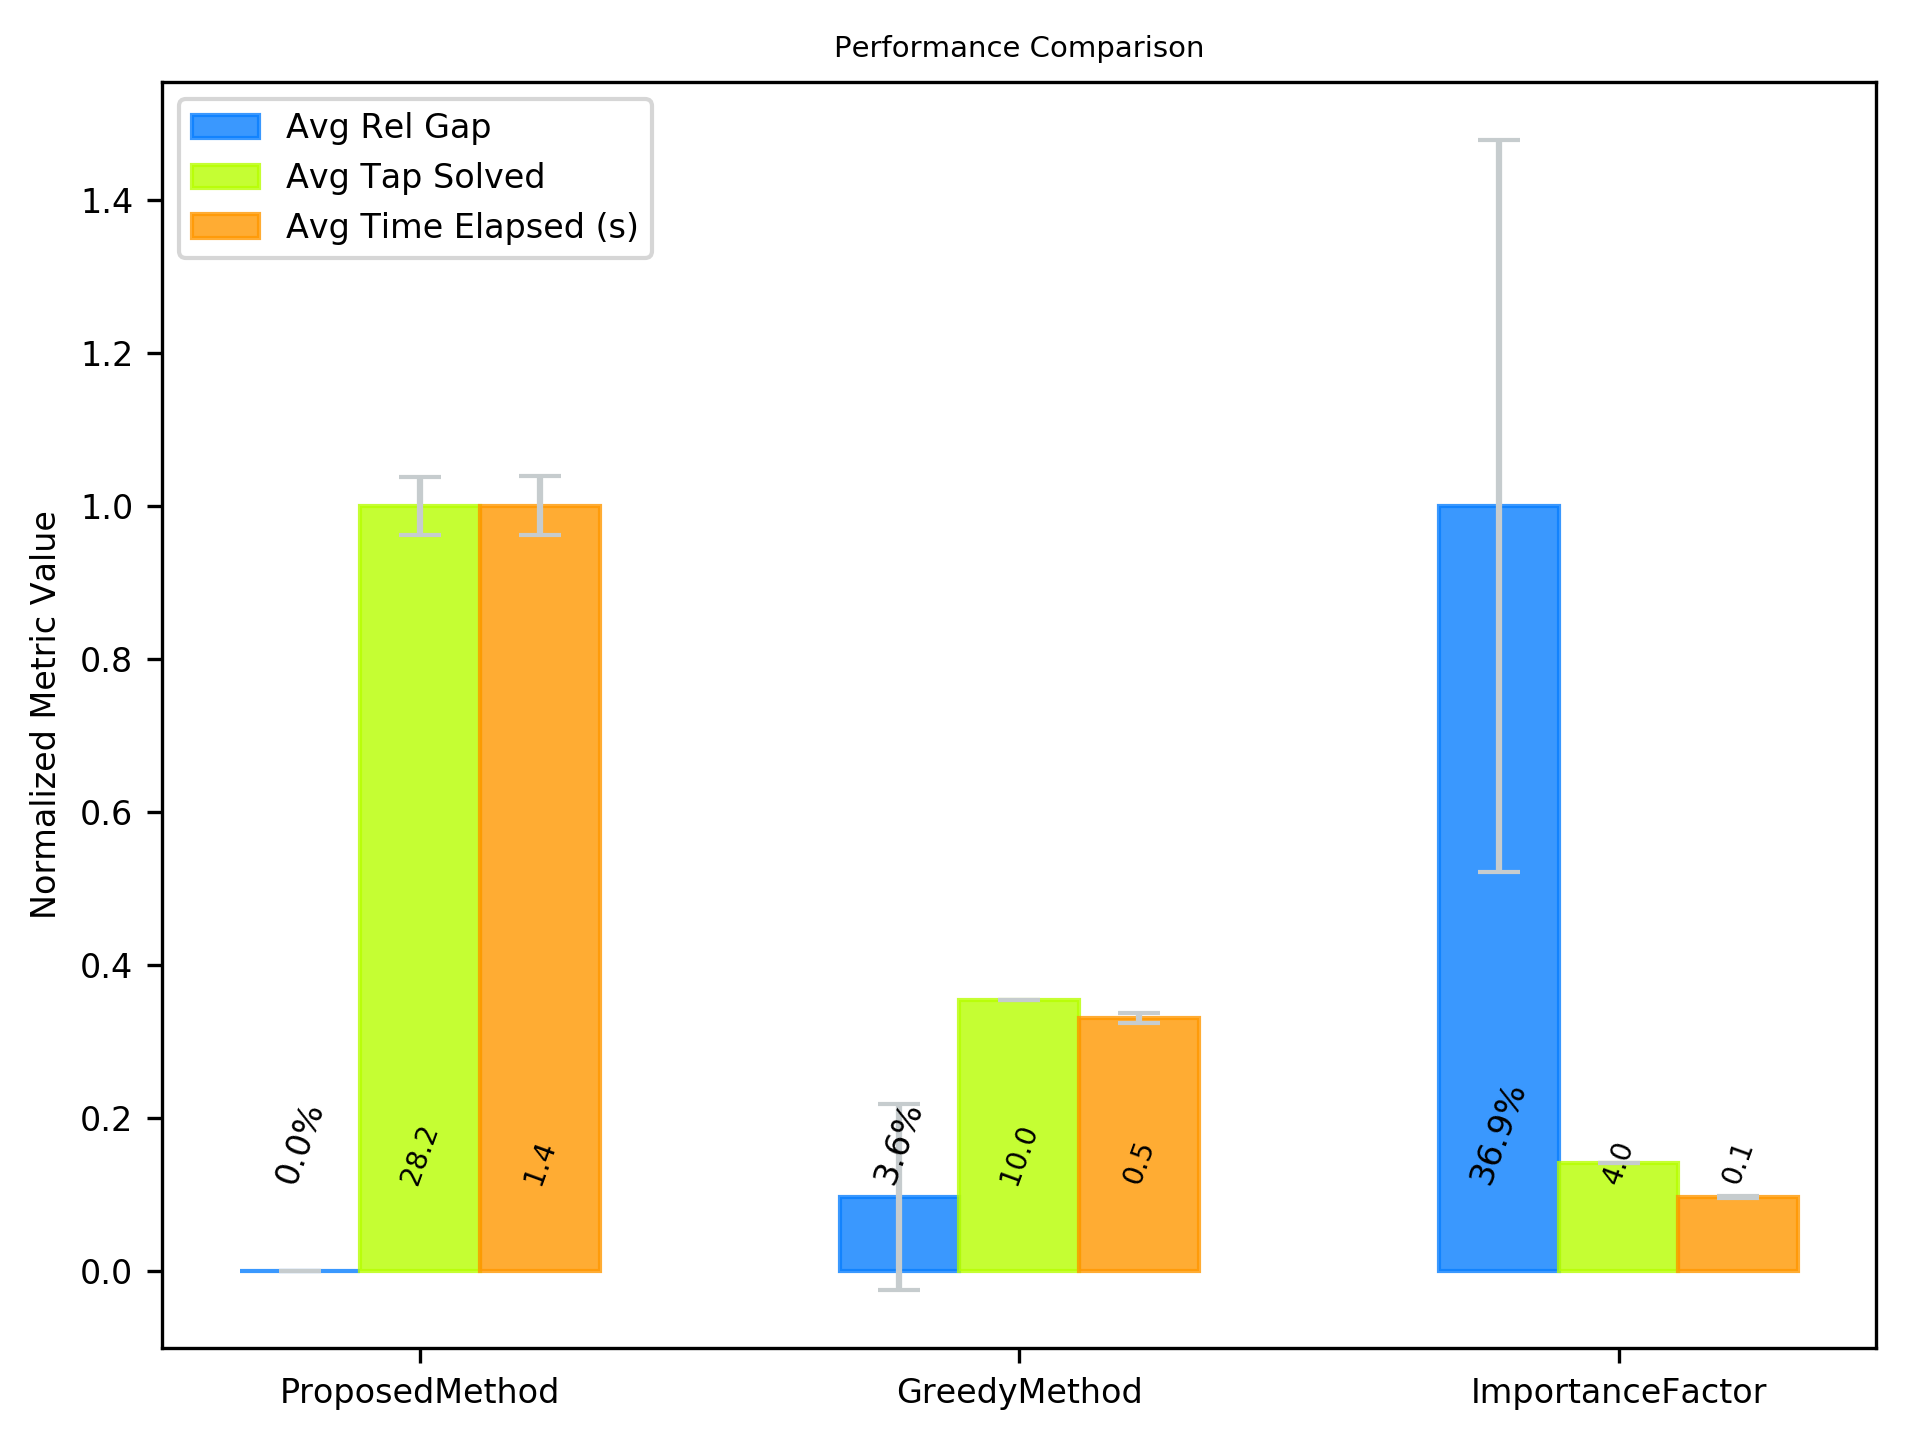 Performance Comparison
Avg Rel Gap
Avg Tap Solved
Avg Time Elapsed (s)
Normalized Metric Value
1.4
1.2
1.0
0.8
0.6
0.4
0.2
0.0
0.0%
28.2
1.4
3.6%
10.0
0.5
36.9%
4.0
0.1
ProposedMethod
GreedyMethod
ImportanceFactor